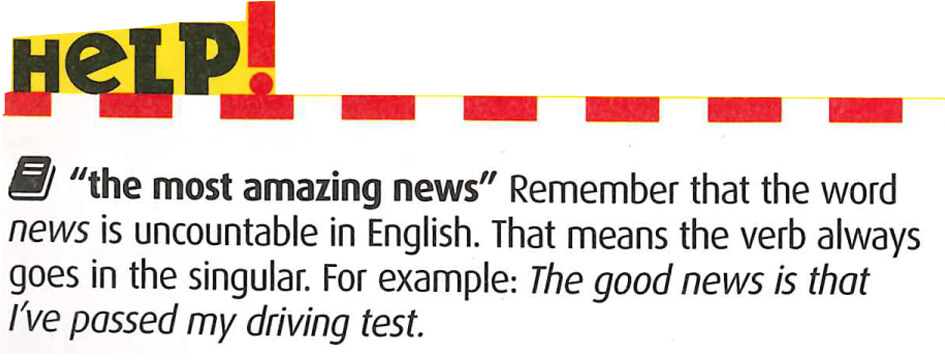 HeLP!
“the most amazing news” Remember that the word
news is uncountable in English. That means the verb always
goes in the singular. For example: The good news is that
I’ve passed my driving test.